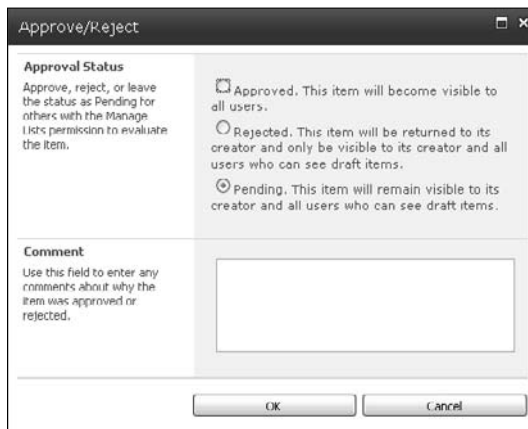 Approve/Reject
Approval Status
Approve, reject, or leave
the status as Pending for
others with the Manage
Lists permission to evaluate
the item.
Approved. This item will become visible to
all users.
Rejected. This item will be returned to its
creator and only be visible to its creator and all
users who can see draft items.
Pending. This item will remain visible to its
creator and all users who can see draft items.
Comment
Use this field to enter any
comments about why the
item was approved or
rejected.
OK
Cancel